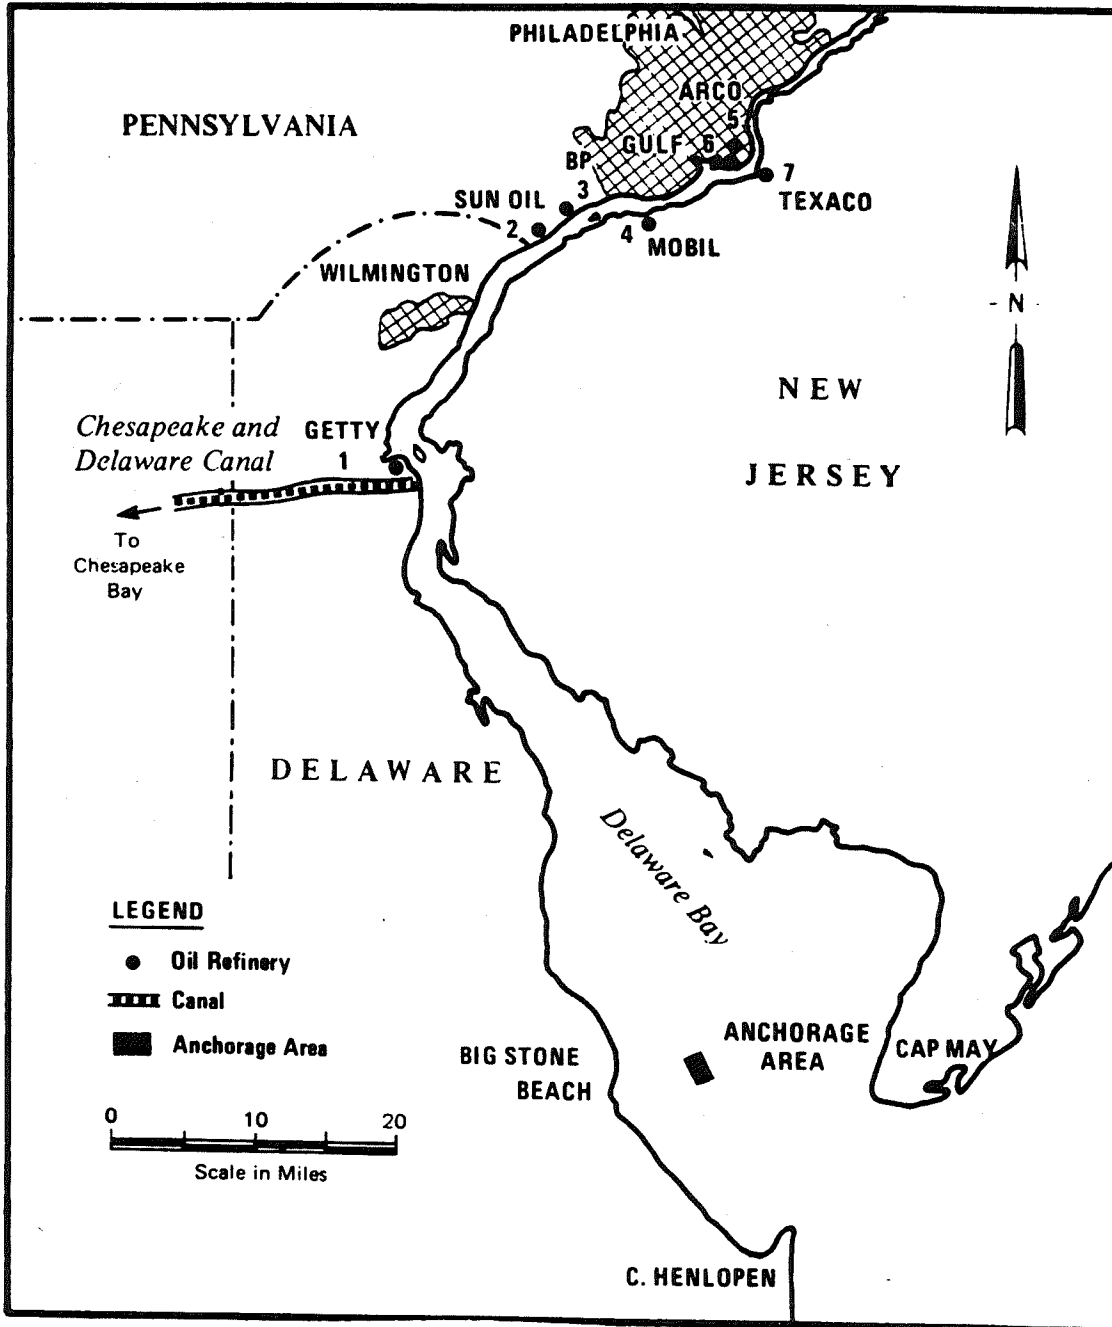 PHILADELPHIA
ARCO
5
PENNSYLVANIA
GULF 6
BP
7
TEXACO
SUN OIL 3
2
4
MOBIL
WILMINGTON
N
NEW
JERSEY
Chesapeake and
Delaware Canal
GETTY
1
To
Chesapeake
Bay
DELAWARE
Delaware Bay
LEGEND
Oil Refinery
Canal
Anchorage Area
ANCHORAGE
AREA
CAP MAY
BIG STONE
BEACH
0 10 20
Scale in Miles
C. HENLOPEN